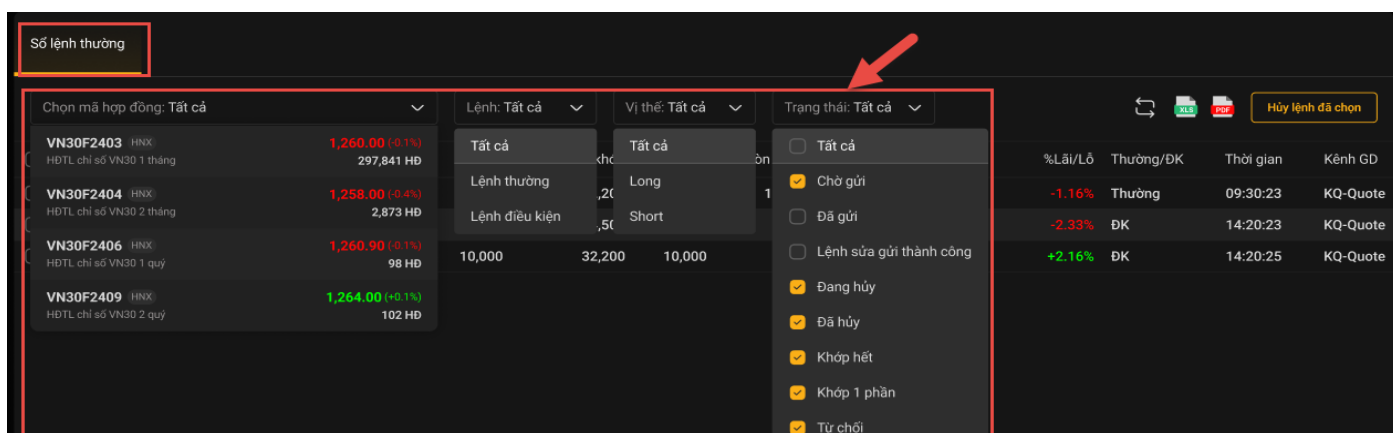 Sổ lệnh thường
Chọn mã hợp đồng: Tất cả
Lệnh: Tất cả
Vị thế: Tất cả
Trạng thái: Tất cả
XLS
PDF
Hủy lệnh đã chọn
VN30F2403 HNX 1,260.00 (-0.1%)
HĐTL chỉ số VN30 1 tháng 297,841 HĐ
VN30F2404 HNX 1,258.00 (-0.4%)
HĐTL chỉ số VN30 2 tháng 2,873 HĐ
VN30F2406 HNX 1,260.90 (-0.1%)
HĐTL chỉ số VN30 1 quý 98 HĐ
VN30F2409 HNX 1,264.00 (+0.1%)
HĐTL chỉ số VN30 2 quý 102 HĐ
Tất cả
Lệnh thường
Lệnh điều kiện
Tất cả
Long
Short
Tất cả
Chờ gửi
Đã gửi
Lệnh sửa gửi thành công
Đang hủy
Đã hủy
Khớp hết
Khớp 1 phần
Từ chối
%Lãi/Lỗ Thường/ĐK Thời gian Kênh GD
-1.16% Thường 09:30:23 KQ-Quote
-2.33% ĐK 14:20:23 KQ-Quote
10,000 32,200 10,000 +2.16% ĐK 14:20:25 KQ-Quote